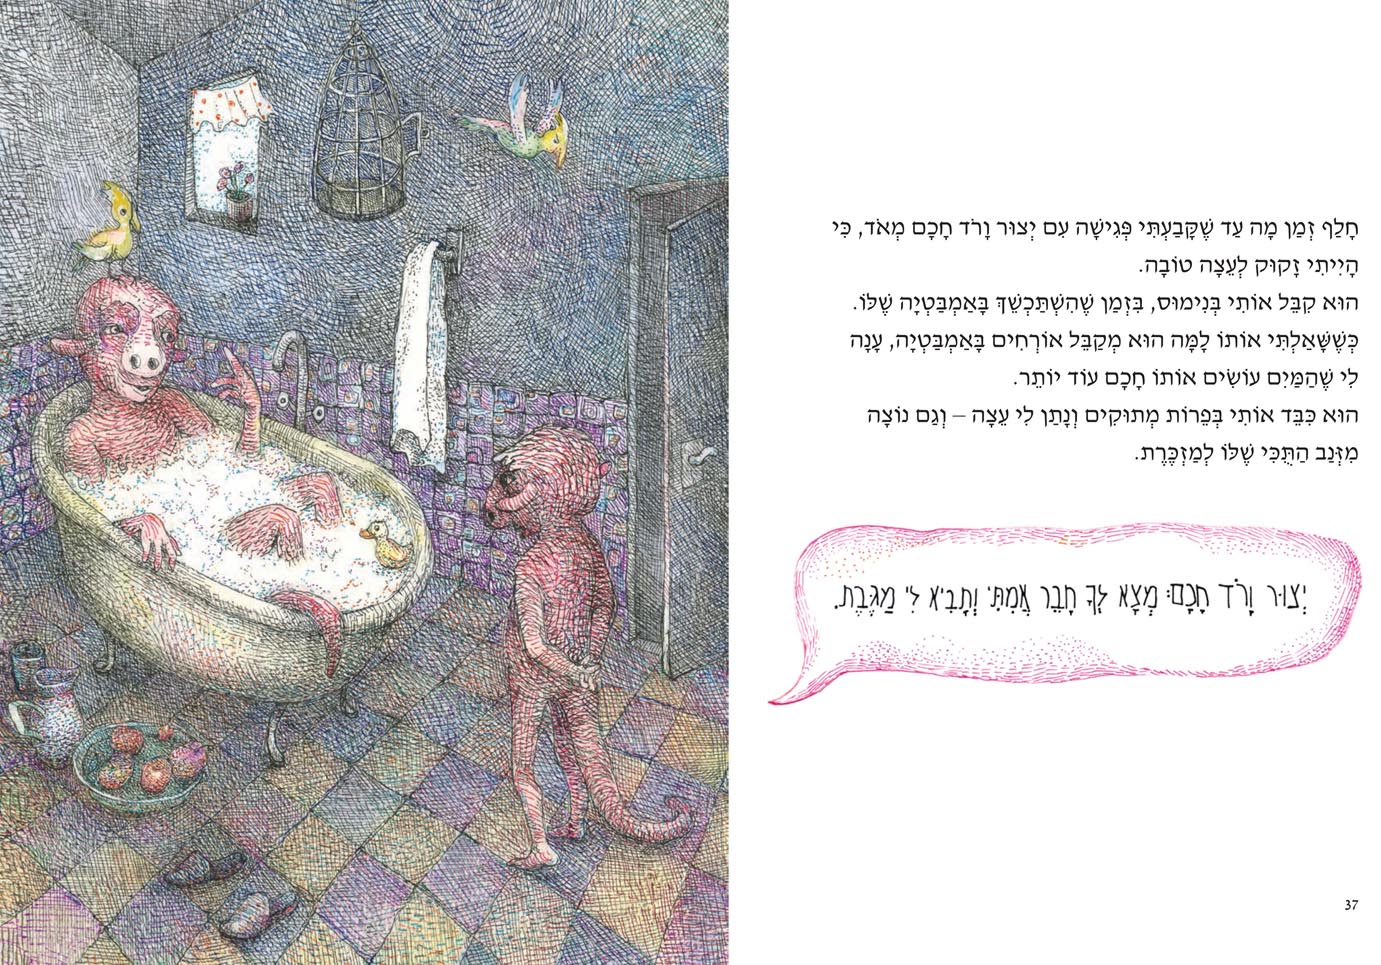 חָלַף זְמַן מָה עַד שֶׁקָּבַעְתִּי פְּגִישָׁה עִם יְצוּר וָרֹד חָכָם מְאֹד, כִּי
הָיִיתִי זָקוּק לְעֵצָה טוֹבָה.
הוּא קִבֵּל אוֹתִי בְּנִימוּס, בִּזְמַן שֶׁהִשְׁתַּכְשֵׁךְ בָּאַמְבַּטְיָה שֶׁלּוֹ.
כְּשֶׁשָּׁאַלְתִּי אוֹתוֹ לָמָּה הוּא מְקַבֵּל אוֹרְחִים בָּאַמְבַּטְיָה, עָנָה
לִי שֶׁהַמַּיִם עוֹשִׂים אוֹתוֹ חָכָם עוֹד יוֹתֵר.
הוּא כִּבֵּד אוֹתִי בְּפֵרוֹת מְתוּקִים וְנָתַן לִי עֵצָה – וְגַם נוֹצָה
מִזְּנַב הַתֻּכִּי שֶׁלּוֹ לְמַזְכֶּרֶת.
יְצוּר וָרֹד חָכָם: מְצָא לְךָ חָבֵר אֲמִתִּי וְתָבִיא לִי מַגֶּבֶת.
37